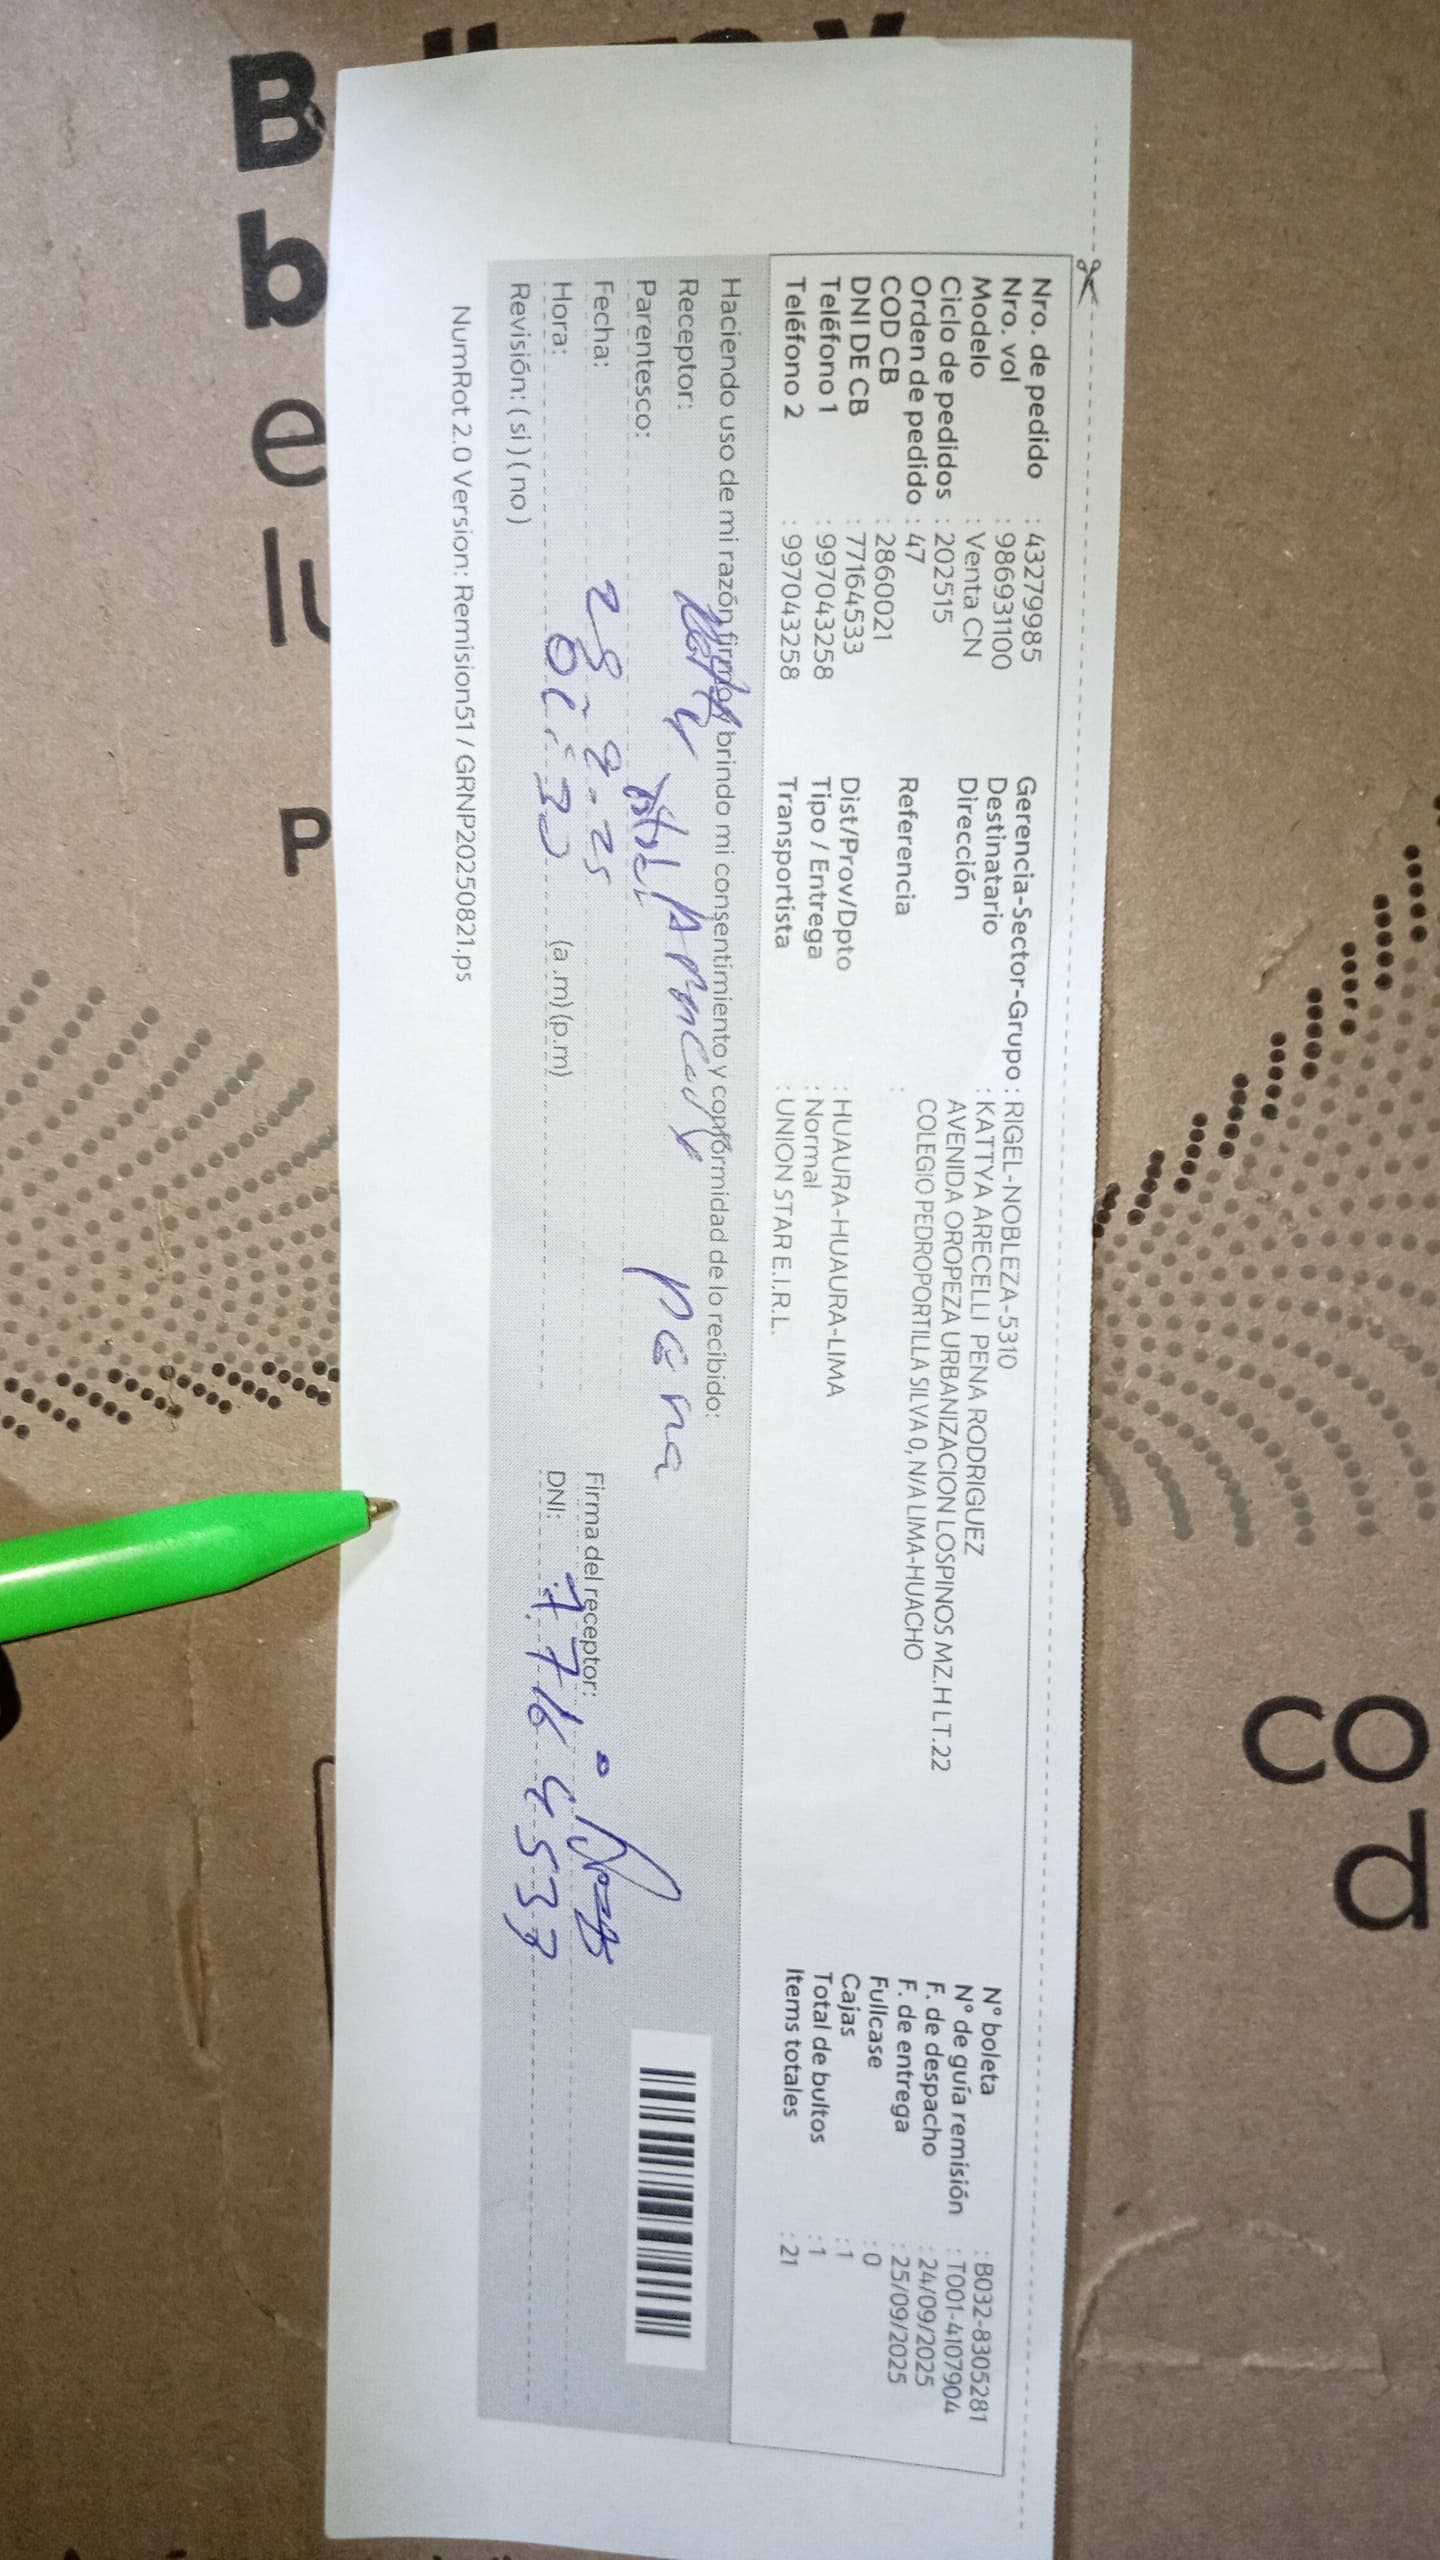 Nro. de pedido : 43279985
Nro. vol : 986931100
Modelo : Venta CN
Ciclo de pedidos : 202515
Orden de pedido : 47
COD CB : 2860021
DNI DE CB : 77164533
Teléfono 1 : 997043258
Teléfono 2 : 997043258
Gerencia-Sector-Grupo : RIGEL-NOBLEZA-5310
Destinatario : KATTYA ARECELLI PENA RODRIGUEZ
Dirección AVENIDA OROPEZA URBANIZACION LOSPINOS MZ.H LT.22
COLEGIO PEDROPORTILLA SILVA 0, N/A LIMA-HUACHO
Referencia :
Dist/Prov/Dpto : HUAURA-HUAURA-LIMA
Tipo / Entrega : Normal
Transportista : UNION STAR E.I.R.L.
N° boleta : B032-8305281
N° de guía remisión : T001-4107904
F. de despacho : 24/09/2025
F. de entrega : 25/09/2025
Fullcase : 0
Cajas : 1
Total de bultos : 1
Items totales : 21
Haciendo uso de mi razón firmo y brindo mi consentimiento y conformidad de lo recibido:
Receptor:
Parentesco:
Fecha:
Hora: (a.m) (p.m)
Revisión: ( si ) ( no )
Firma del receptor:
DNI: 77164533
NumRot 2.0 Version: Remision51 / GRNP20250821.ps